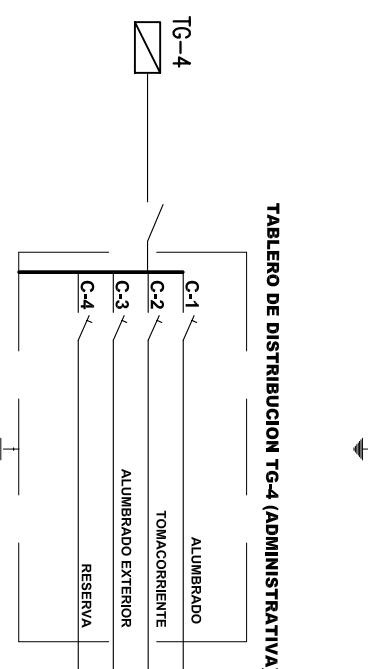 TG-4
TABLERO DE DISTRIBUCION TG-4 (ADMINISTRATIVA
C-1
C-2
C-3
C-4
ALUMBRADO
TOMACORRIENTE
ALUMBRADO EXTERIOR
RESERVA